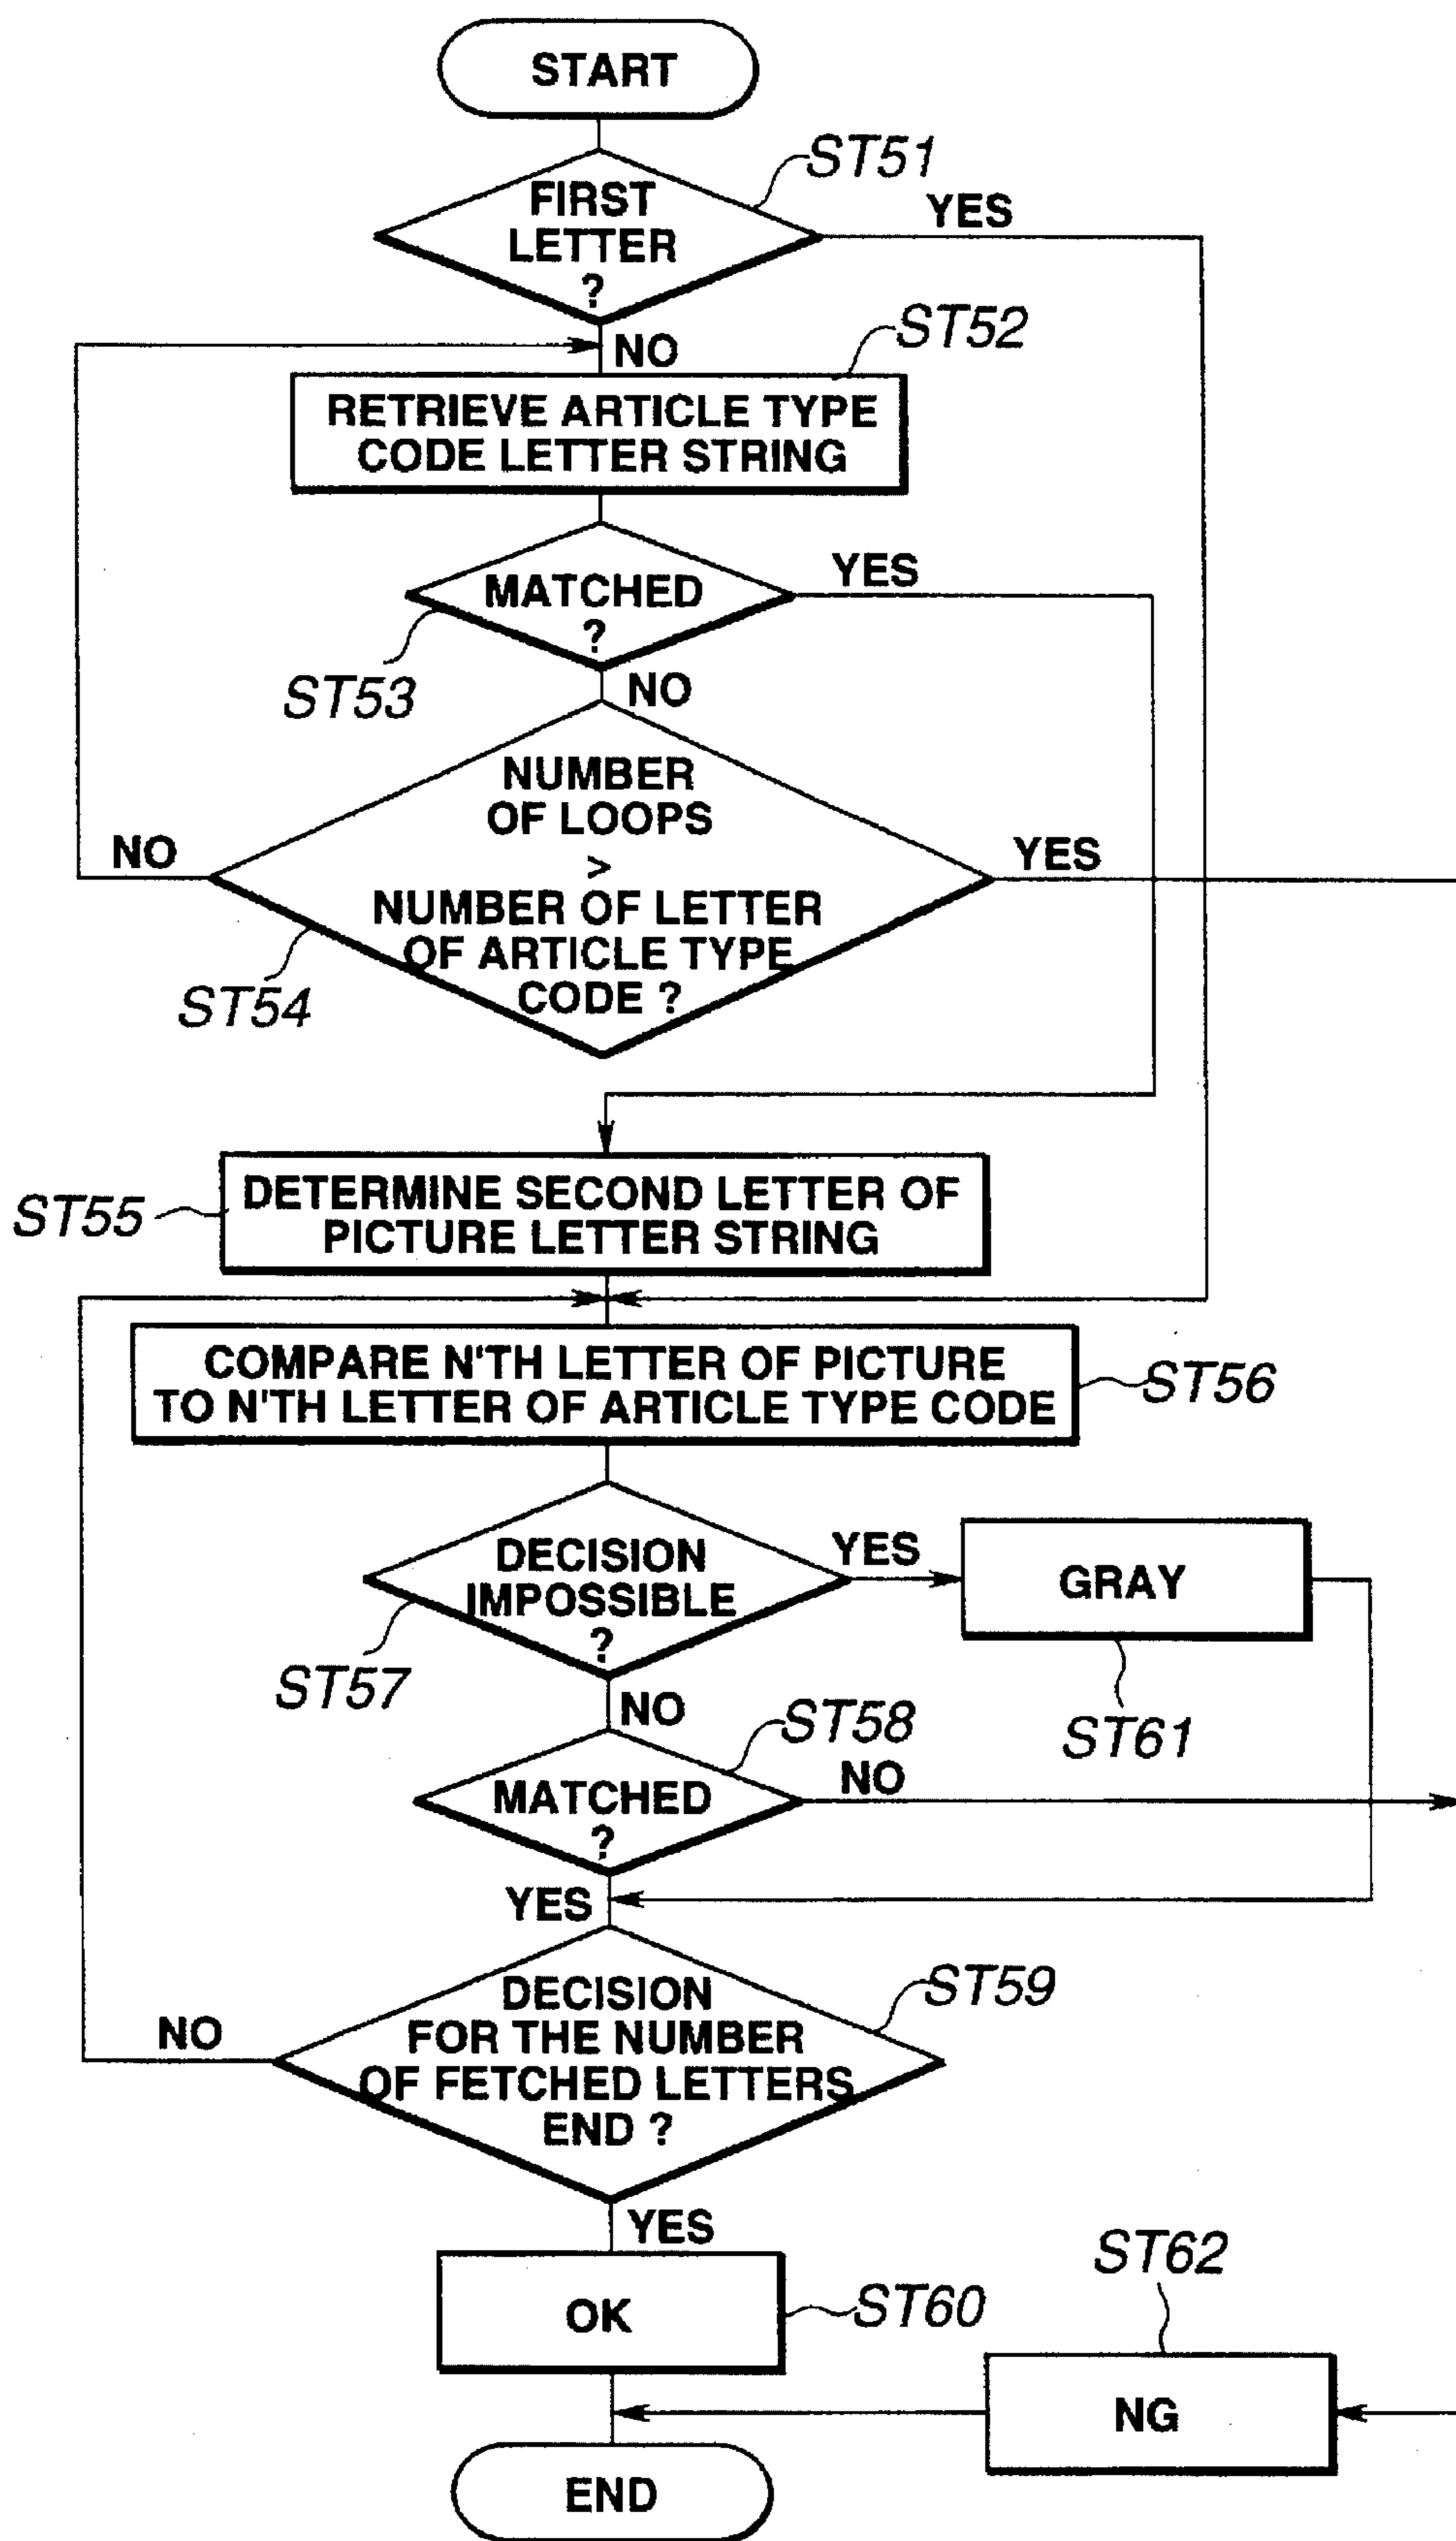 START
ST51
FIRST
LETTER
?
YES
NO
ST52
RETRIEVE ARTICLE TYPE
CODE LETTER STRING
MATCHED
?
YES
ST53
NO
NUMBER
OF LOOPS
>
NUMBER OF LETTER
OF ARTICLE TYPE
CODE ?
NO
YES
ST54
ST55
DETERMINE SECOND LETTER OF
PICTURE LETTER STRING
COMPARE N'TH LETTER OF PICTURE
TO N'TH LETTER OF ARTICLE TYPE CODE
ST56
DECISION
IMPOSSIBLE
?
YES
GRAY
ST57
NO
ST58
ST61
MATCHED
?
NO
YES
DECISION
FOR THE NUMBER
OF FETCHED LETTERS
END ?
ST59
NO
YES
OK
ST60
ST62
NG
END